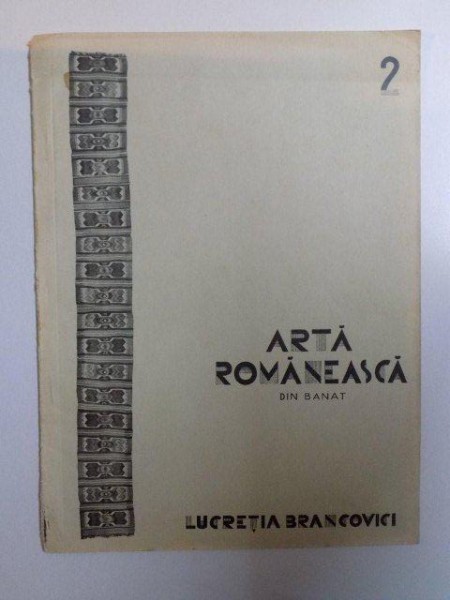 2
ARTĂ
ROMÂNEASCĂ
DIN BANAT
LUCREȚIA BRANCOVICI